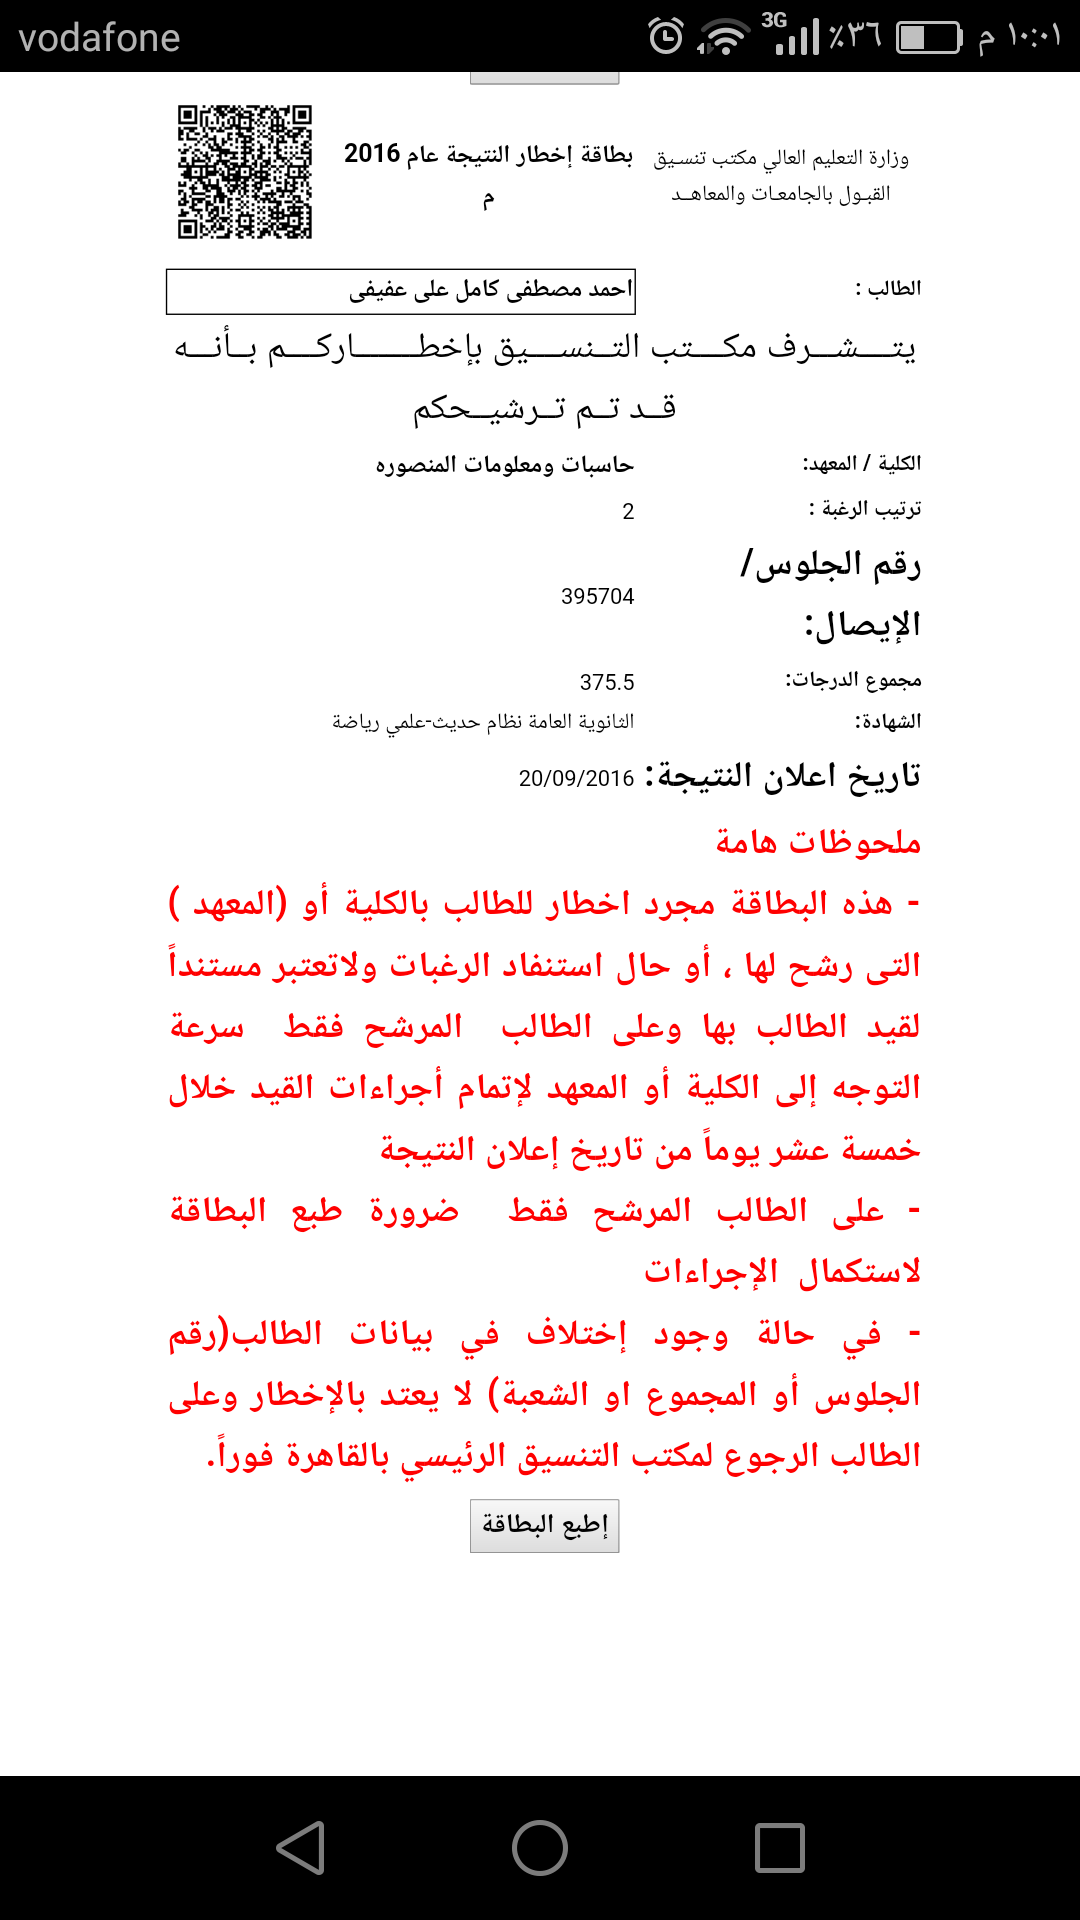 vodafone
3G ٪٣٦ م ١٠:٠١
وزارة التعليم العالي مكتب تنسيق
القبول بالجامعات والمعاهد
بطاقة إخطار النتيجة عام 2016
م
الطالب :
احمد مصطفى كامل على عفيفى
يتشرف مكتب التنسيق بإخطاركم بأنه
قد تم ترشيحكم
الكلية / المعهد: حاسبات ومعلومات المنصوره
ترتيب الرغبة : 2
رقم الجلوس/
الإيصال:
395704
مجموع الدرجات: 375.5
الشهادة: الثانوية العامة نظام حديث-علمي رياضة
تاريخ اعلان النتيجة: 20/09/2016
ملحوظات هامة
- هذه البطاقة مجرد اخطار للطالب بالكلية أو (المعهد )
التى رشح لها ، أو حال استنفاد الرغبات ولاتعتبر مستنداً
لقيد الطالب بها وعلى الطالب المرشح فقط سرعة
التوجه إلى الكلية أو المعهد لإتمام أجراءات القيد خلال
خمسة عشر يوماً من تاريخ إعلان النتيجة
- على الطالب المرشح فقط ضرورة طبع البطاقة
لاستكمال الإجراءات
- في حالة وجود إختلاف في بيانات الطالب(رقم
الجلوس أو المجموع او الشعبة) لا يعتد بالإخطار وعلى
الطالب الرجوع لمكتب التنسيق الرئيسي بالقاهرة فوراً.
إطبع البطاقة